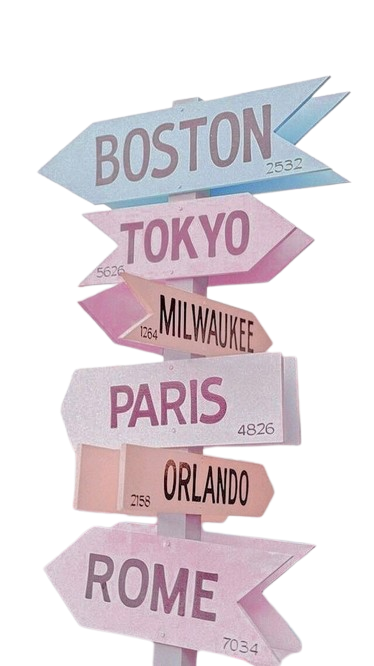 BOSTON
2532
TOKYO
5626
MILWAUKEE
1264
PARIS
4826
ORLANDO
2158
ROME
7034